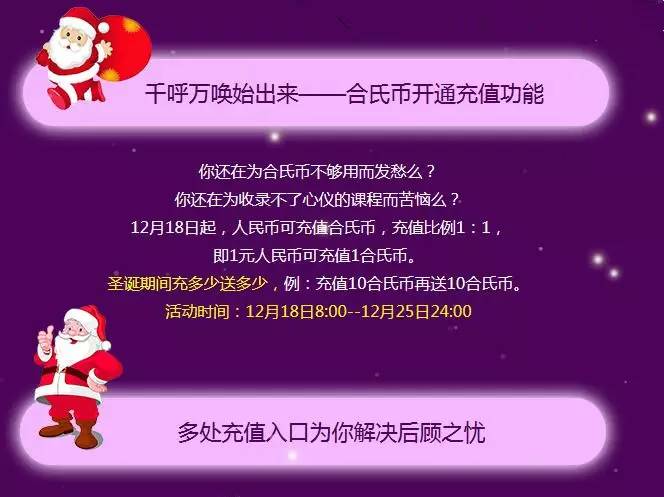 千呼万唤始出来——合氏币开通充值功能
你还在为合氏币不够用而发愁么？
你还在为收录不了心仪的课程而苦恼么？
12月18日起，人民币可充值合氏币，充值比例1：1，
即1元人民币可充值1合氏币。
圣诞期间充多少送多少，例：充值10合氏币再送10合氏币。
活动时间：12月18日8:00--12月25日24:00
多处充值入口为你解决后顾之忧